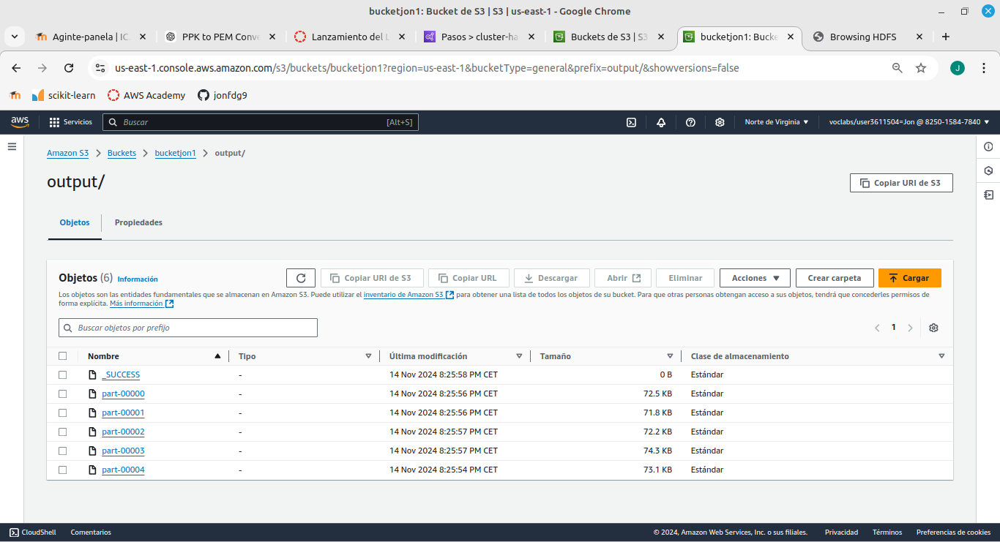 bucketjon1: Bucket de S3 | S3 | us-east-1 - Google Chrome
Aginte-panela | IC
PPK to PEM Conve
Lanzamiento del L
Pasos > cluster-ha
Buckets de S3 | S3
bucketjon1: Bucke
Browsing HDFS
us-east-1.console.aws.amazon.com/s3/buckets/bucketjon1?region=us-east-1&bucketType=general&prefix=output/&showversions=false
J
scikit-learn
AWS Academy
jonfdg9
aws
Servicios
Buscar
[Alt+S]
Norte de Virginia
voclabs/user3611504=Jon @ 8250-1584-7840
Amazon S3
Buckets
bucketjon1
output/
output/
Copiar URI de S3
Objetos
Propiedades
Objetos (6) Información
Copiar URI de S3
Copiar URL
Descargar
Abrir
Eliminar
Acciones
Crear carpeta
Cargar
Los objetos son las entidades fundamentales que se almacenan en Amazon S3. Puede utilizar el inventario de Amazon S3 para obtener una lista de todos los objetos de su bucket. Para que otras personas obtengan acceso a sus objetos, tendrá que concederles permisos de
forma explícita. Más información
Buscar objetos por prefijo
1
Nombre Tipo Última modificación Tamaño Clase de almacenamiento
_SUCCESS - 14 Nov 2024 8:25:58 PM CET 0 B Estándar
part-00000 - 14 Nov 2024 8:25:56 PM CET 72.5 KB Estándar
part-00001 - 14 Nov 2024 8:25:56 PM CET 71.8 KB Estándar
part-00002 - 14 Nov 2024 8:25:57 PM CET 72.2 KB Estándar
part-00003 - 14 Nov 2024 8:25:57 PM CET 74.3 KB Estándar
part-00004 - 14 Nov 2024 8:25:54 PM CET 73.1 KB Estándar
CloudShell
Comentarios
© 2024, Amazon Web Services, Inc. o sus filiales.
Privacidad
Términos
Preferencias de cookies